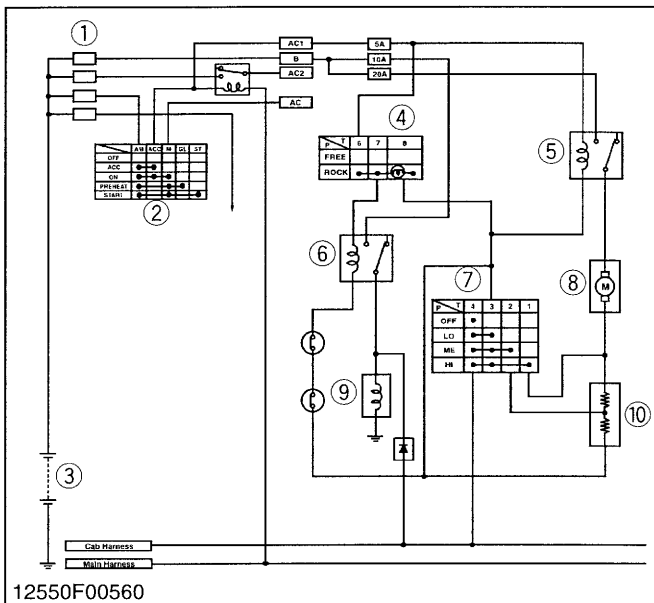 ①
AC1
5A
B
10A
AC2
20A
AC
④
⑤
P T 6 7 8
FREE
ROCK
AM ACC M GL ST
OFF
ACC
ON
PREHEAT
START
②
⑥
⑦
⑧
M
P T 4 3 2 1
OFF
LO
ME
HI
⑨
⑩
③
Cab Harness
Main Harness
12550F00560